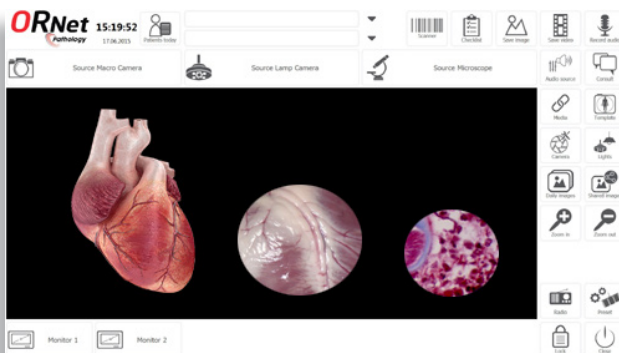 ORNet
Pathology
15:19:52
17.06.2015
Patients today
Scanner
Checklist
Save image
Save video
Record audio
Source Macro Camera
Source Lamp Camera
Source Microscope
Audio source
Consult
Media
Template
Camera
Lights
Data images
Shared images
Zoom in
Zoom out
Radio
Preset
Monitor 1
Monitor 2
Lock
Close